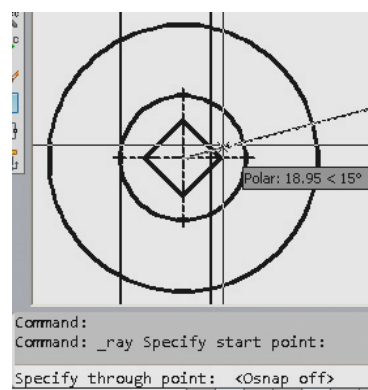 Polar: 18.95 < 15°
Command:
Command: _ray Specify start point:
Specify through point: <Osnap off>